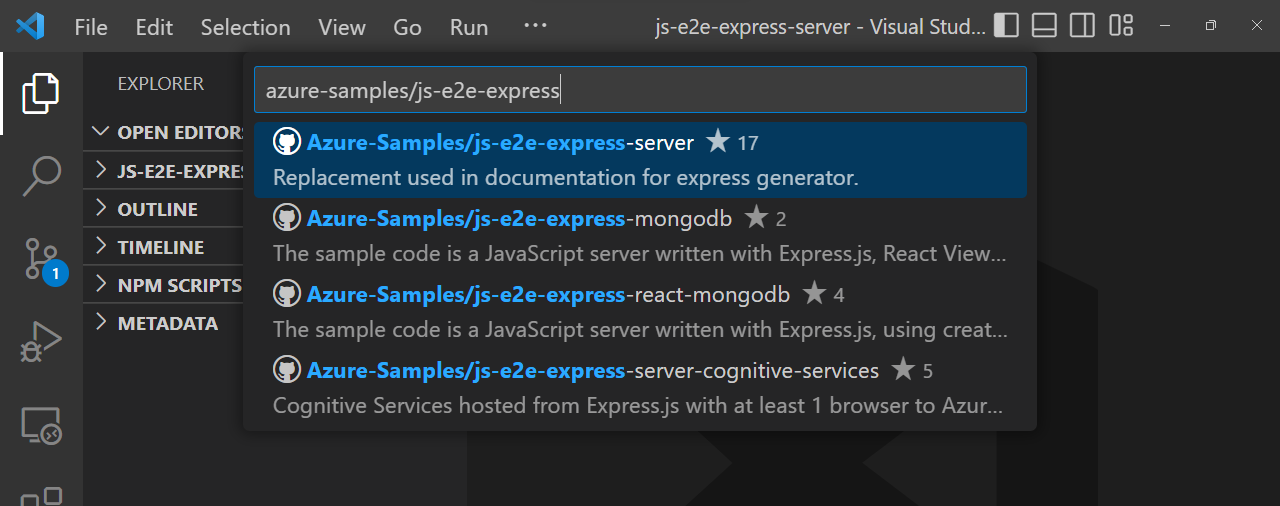 File Edit Selection View Go Run ··· js-e2e-express-server - Visual Stud...
EXPLORER
azure-samples/js-e2e-express
OPEN EDITOR
JS-E2E-EXPRE
OUTLINE
TIMELINE
NPM SCRIPTS
METADATA
1
Azure-Samples/js-e2e-express-server ★ 17
Replacement used in documentation for express generator.
Azure-Samples/js-e2e-express-mongodb ★ 2
The sample code is a JavaScript server written with Express.js, React View...
Azure-Samples/js-e2e-express-react-mongodb ★ 4
The sample code is a JavaScript server written with Express.js, using creat...
Azure-Samples/js-e2e-express-server-cognitive-services ★ 5
Cognitive Services hosted from Express.js with at least 1 browser to Azur...